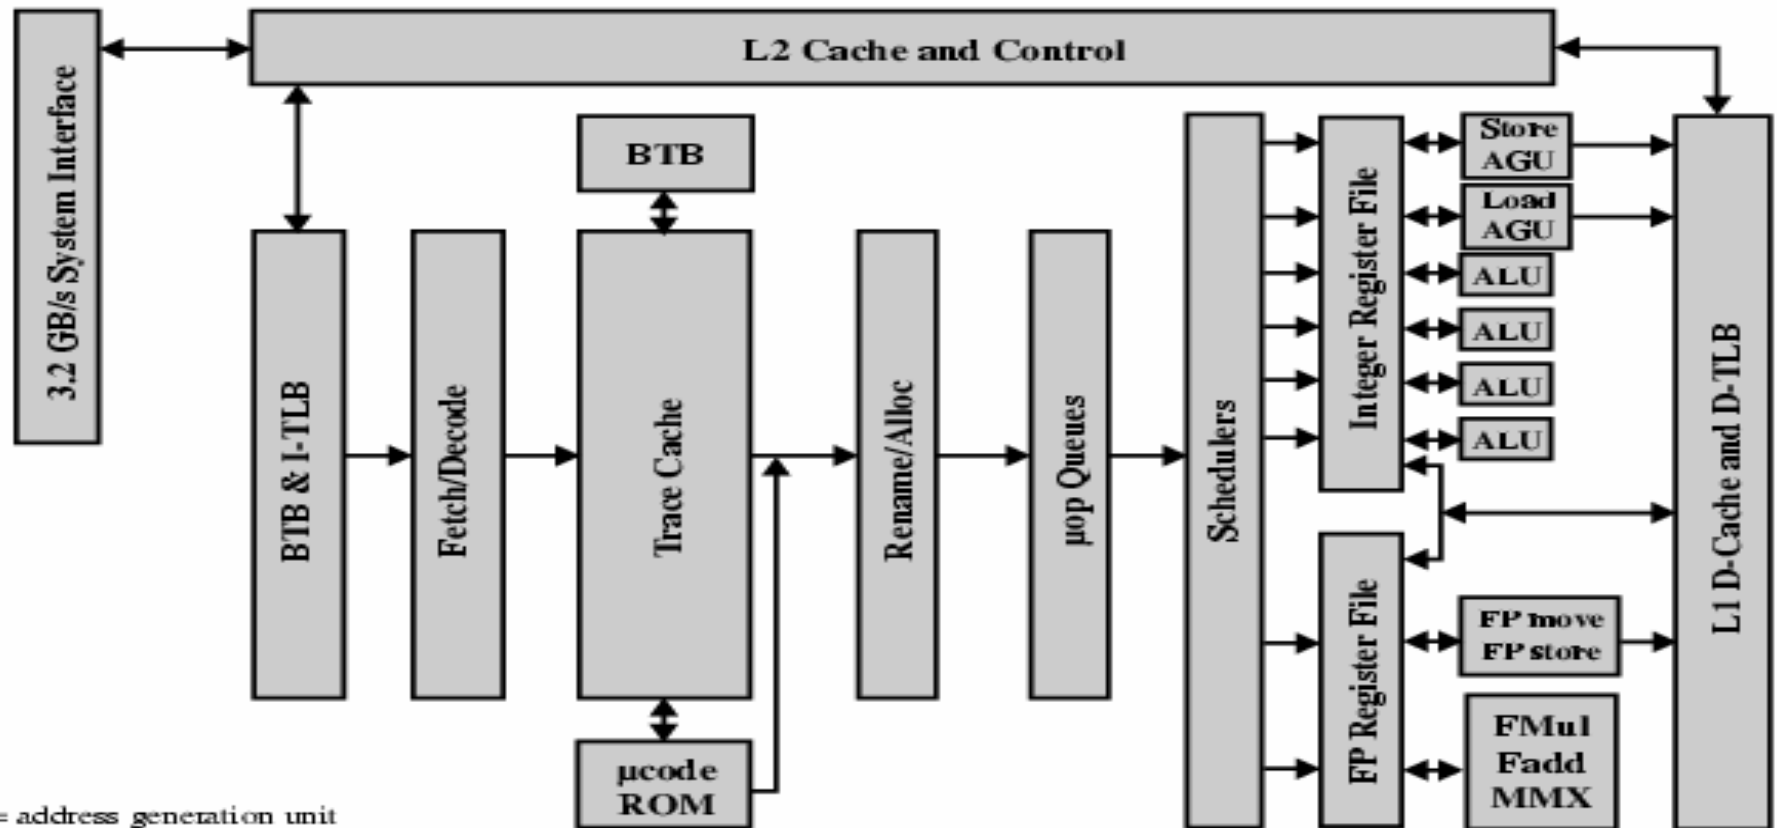 L2 Cache and Control
3.2 GB/s System Interface
BTB
BTB & I-TLB
Fetch/Decode
Trace Cache
µcode
ROM
Rename/Alloc
µop Queues
Schedulers
Integer Register File
FP Register File
Store
AGU
Load
AGU
ALU
ALU
ALU
ALU
FP move
FP store
FMul
Fadd
MMX
L1 D-Cache and D-TLB
= address generation unit